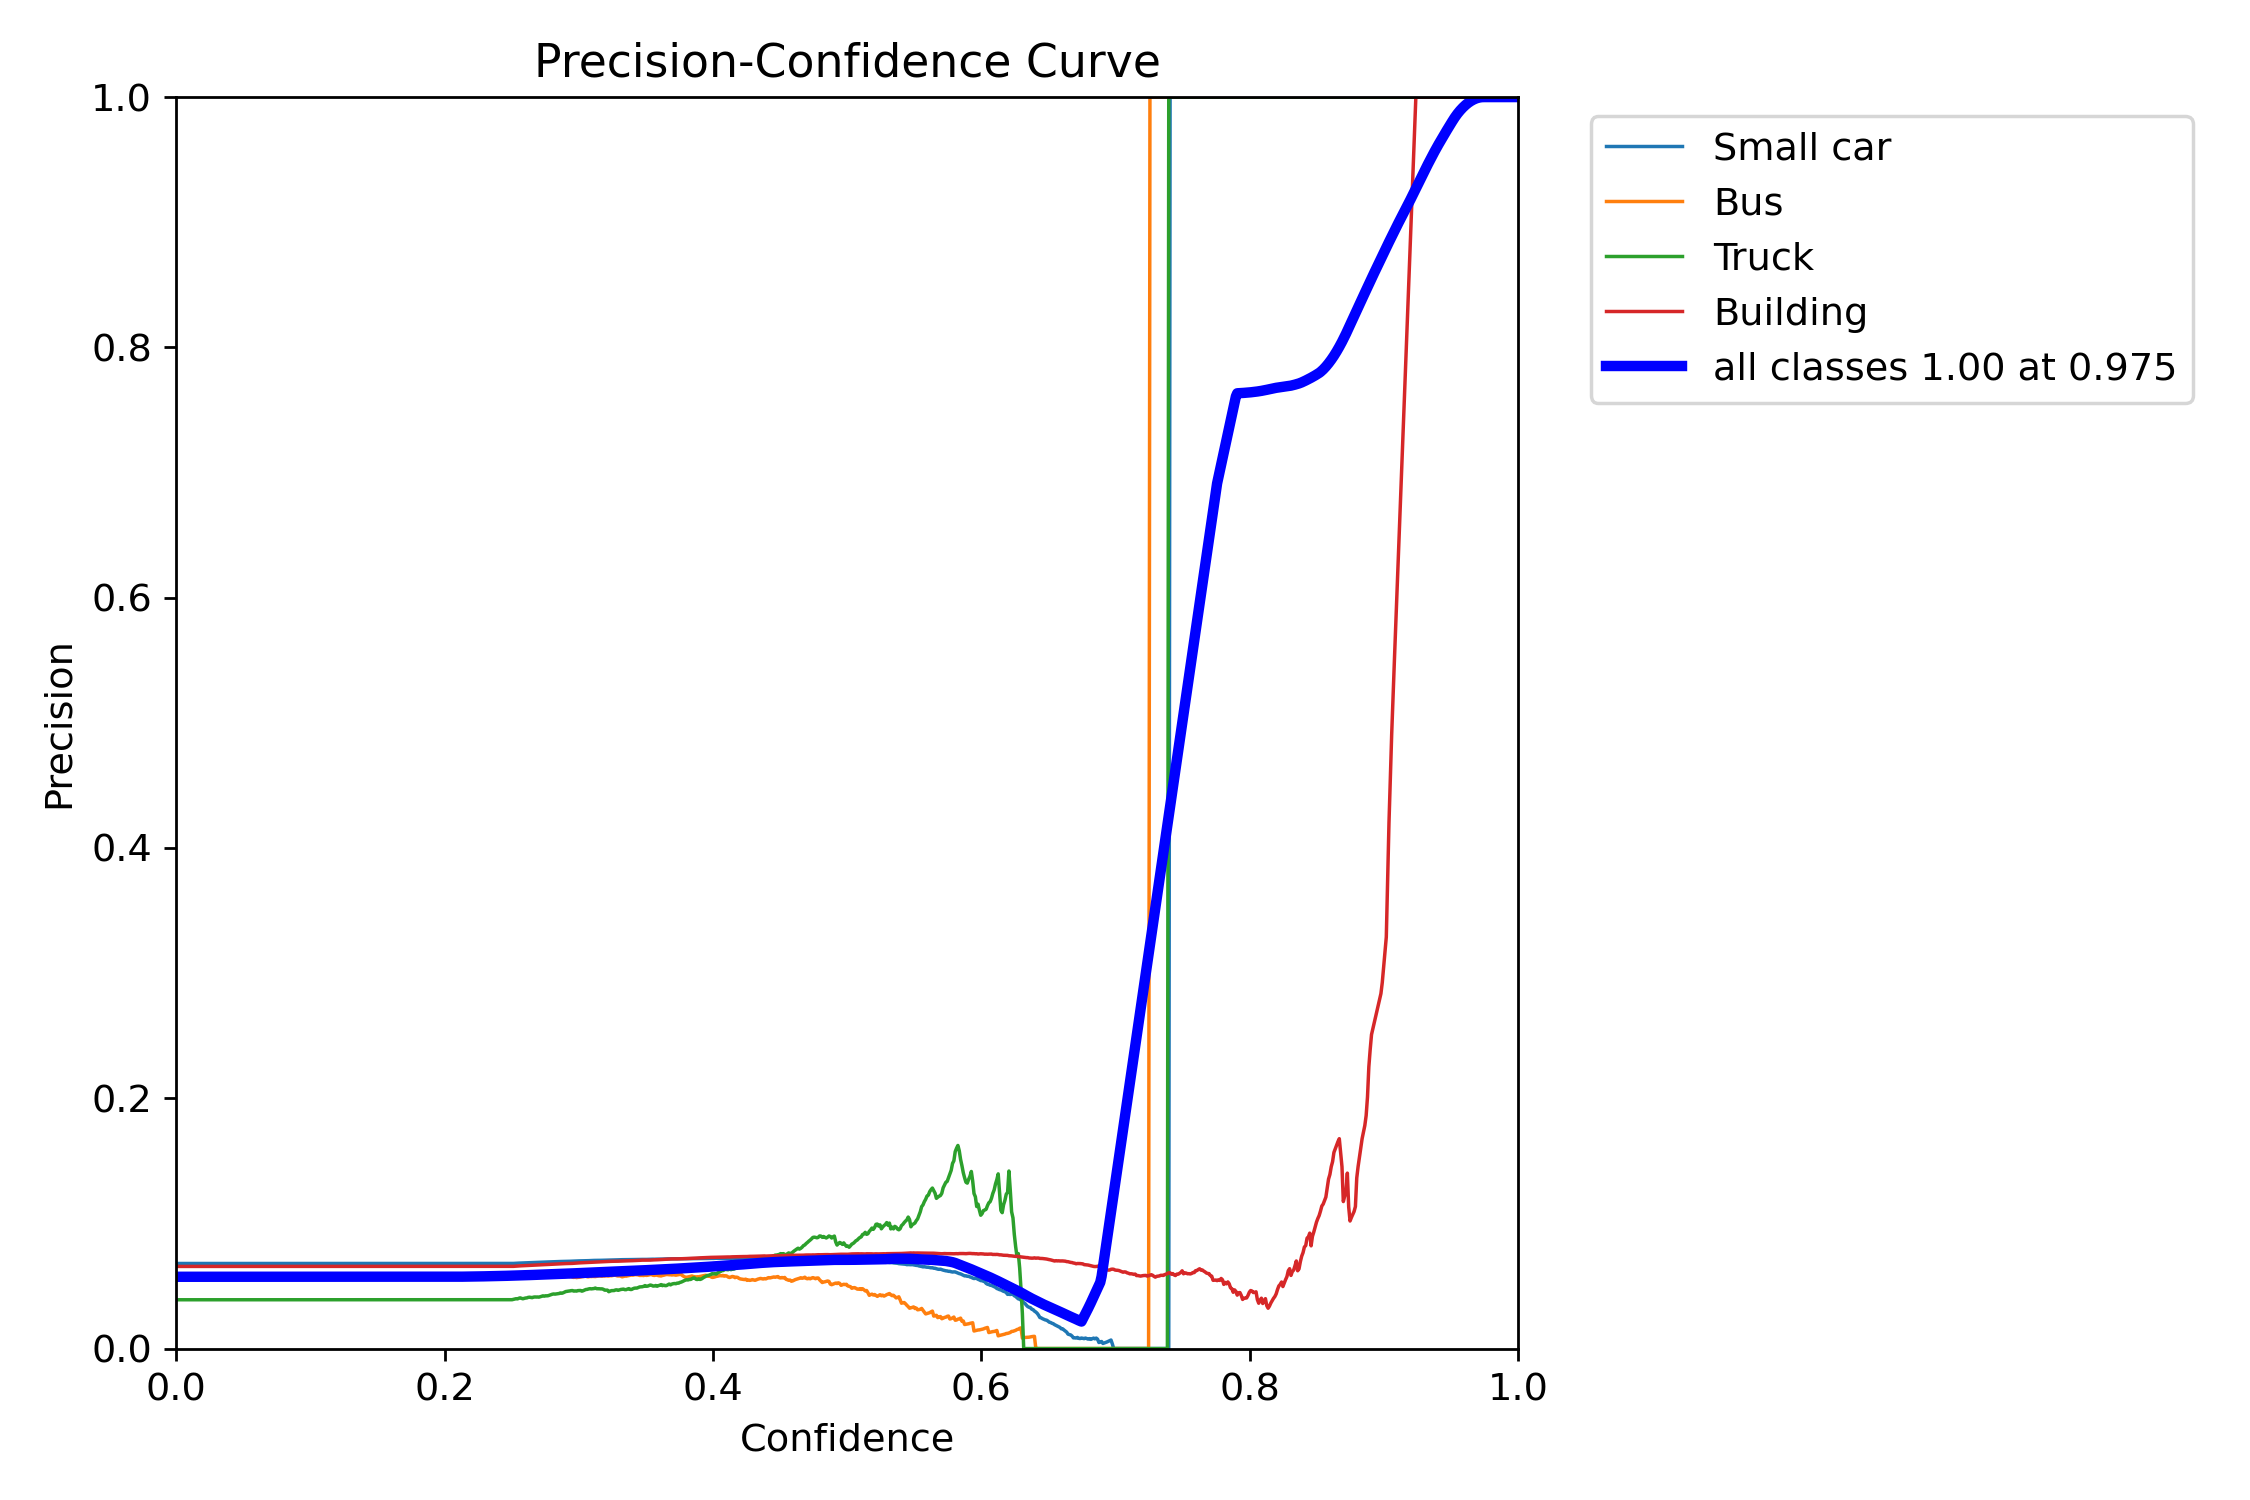 Precision-Confidence Curve
1.0
0.8
0.6
0.4
0.2
0.0
Precision
0.0 0.2 0.4 0.6 0.8 1.0
Confidence
Small car
Bus
Truck
Building
all classes 1.00 at 0.975